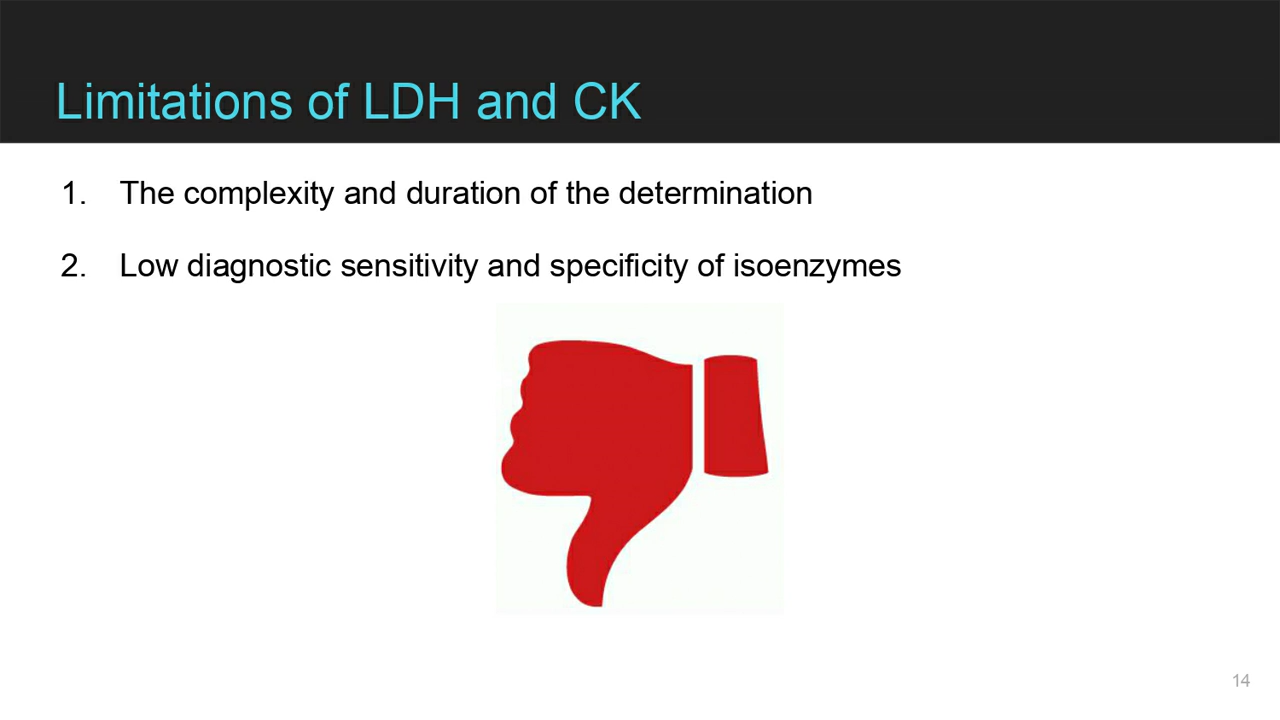 Limitations of LDH and CK
1. The complexity and duration of the determination
2. Low diagnostic sensitivity and specificity of isoenzymes
14